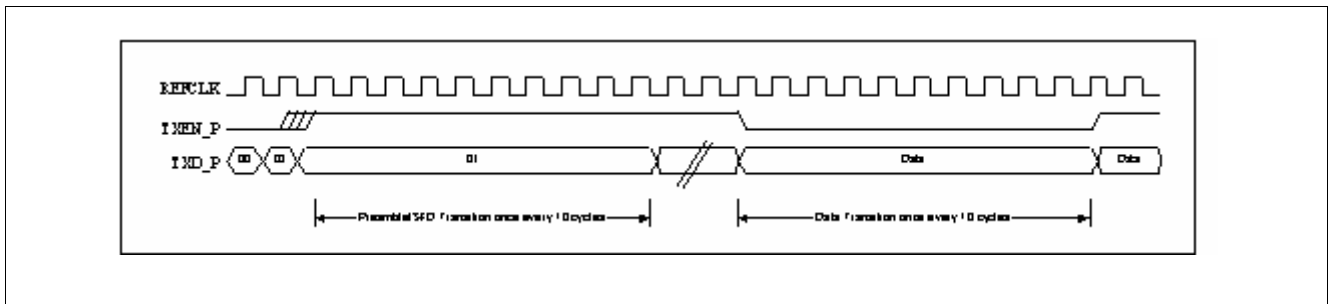 REFCLK
TXEN_P
TXD_P 00 00 01 Data Data
Preamble/SFD Transition once every 10 cycles Data Transition once every 10 cycles